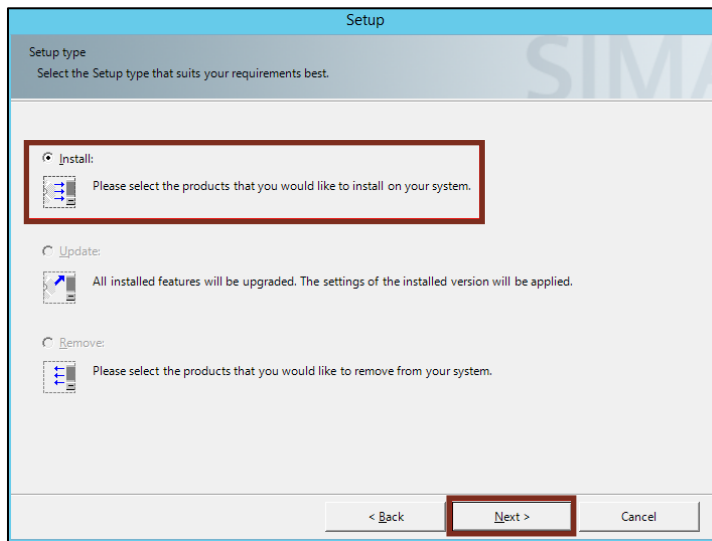 Setup
Setup type
Select the Setup type that suits your requirements best.
SIMA
Install:
Please select the products that you would like to install on your system.
Update:
All installed features will be upgraded. The settings of the installed version will be applied.
Remove:
Please select the products that you would like to remove from your system.
< Back
Next >
Cancel